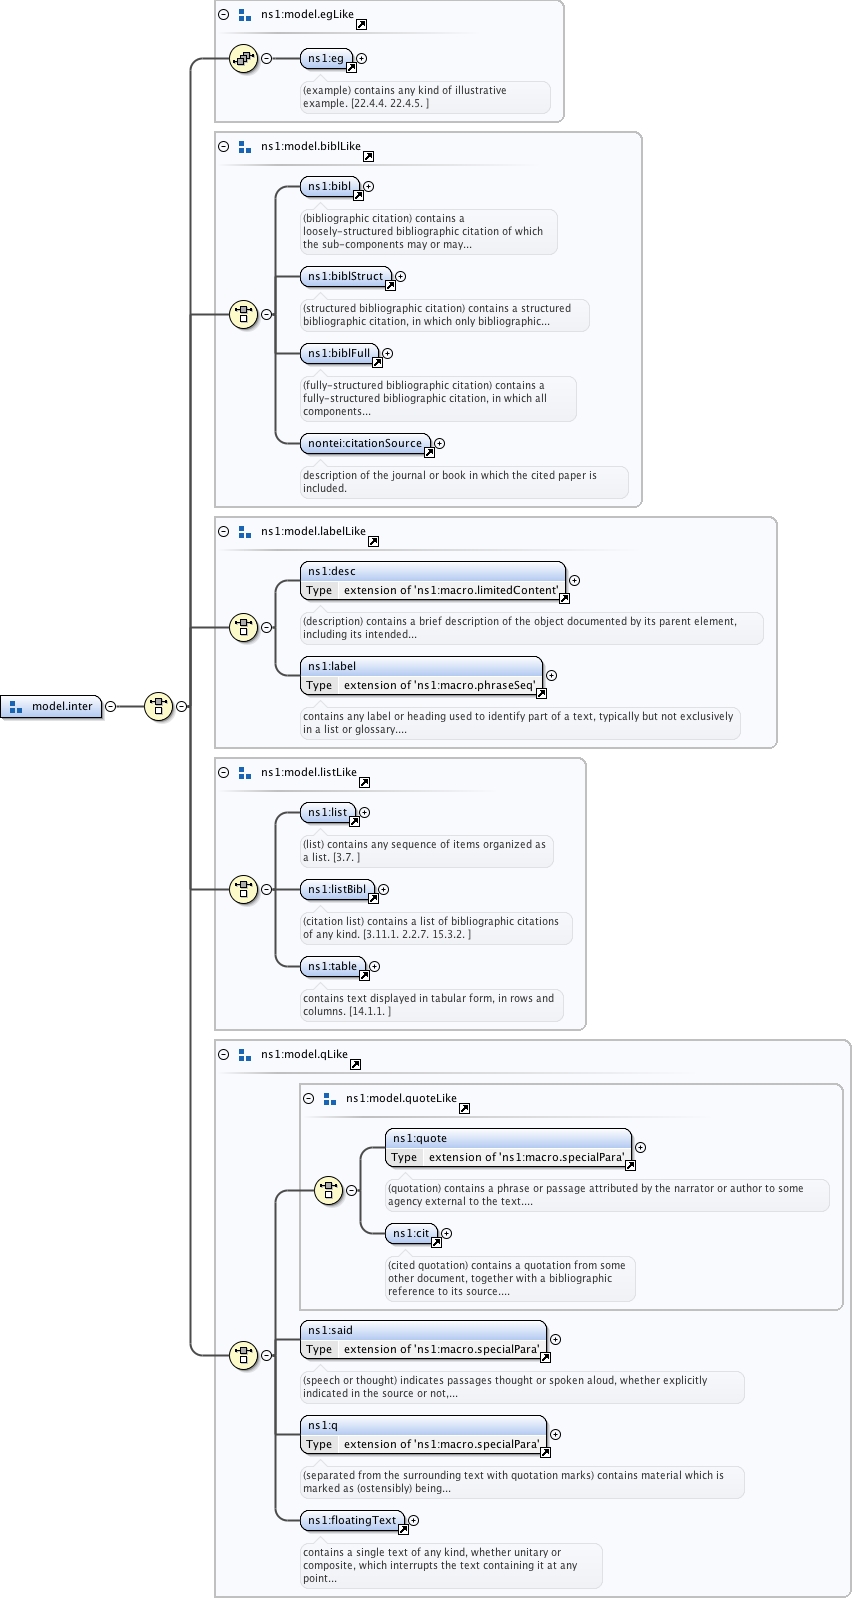 ns1:model.egLike
ns1:eg
(example) contains any kind of illustrative
example. [22.4.4. 22.4.5. ]
ns1:model.biblLike
ns1:bibl
(bibliographic citation) contains a
loosely-structured bibliographic citation of which
the sub-components may or may...
ns1:biblStruct
(structured bibliographic citation) contains a structured
bibliographic citation, in which only bibliographic...
ns1:biblFull
(fully-structured bibliographic citation) contains a
fully-structured bibliographic citation, in which all
components...
nontei:citationSource
description of the journal or book in which the cited paper is
included.
ns1:model.labelLike
ns1:desc
Type extension of 'ns1:macro.limitedContent'
(description) contains a brief description of the object documented by its parent element,
including its intended...
ns1:label
Type extension of 'ns1:macro.phraseSeq'
contains any label or heading used to identify part of a text, typically but not exclusively
in a list or glossary....
model.inter
ns1:model.listLike
ns1:list
(list) contains any sequence of items organized as
a list. [3.7. ]
ns1:listBibl
(citation list) contains a list of bibliographic citations
of any kind. [3.11.1. 2.2.7. 15.3.2. ]
ns1:table
contains text displayed in tabular form, in rows and
columns. [14.1.1. ]
ns1:model.qLike
ns1:model.quoteLike
ns1:quote
Type extension of 'ns1:macro.specialPara'
(quotation) contains a phrase or passage attributed by the narrator or author to some
agency external to the text....
ns1:cit
(cited quotation) contains a quotation from some
other document, together with a bibliographic
reference to its source....
ns1:said
Type extension of 'ns1:macro.specialPara'
(speech or thought) indicates passages thought or spoken aloud, whether explicitly
indicated in the source or not,...
ns1:q
Type extension of 'ns1:macro.specialPara'
(separated from the surrounding text with quotation marks) contains material which is
marked as (ostensibly) being...
ns1:floatingText
contains a single text of any kind, whether unitary or
composite, which interrupts the text containing it at any
point...